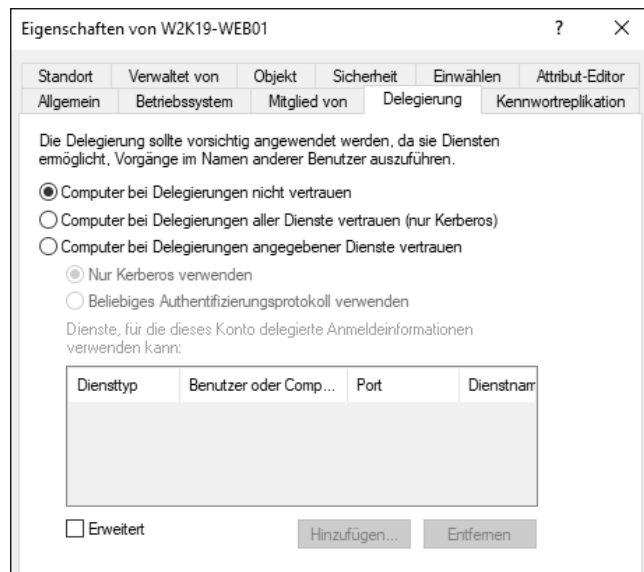 Eigenschaften von W2K19-WEB01
?
Standort Verwaltet von Objekt Sicherheit Einwählen Attribut-Editor
Allgemein Betriebssystem Mitglied von Delegierung Kennwortreplikation
Die Delegierung sollte vorsichtig angewendet werden, da sie Diensten
ermöglicht, Vorgänge im Namen anderer Benutzer auszuführen.
Computer bei Delegierungen nicht vertrauen
Computer bei Delegierungen aller Dienste vertrauen (nur Kerberos)
Computer bei Delegierungen angegebener Dienste vertrauen
Nur Kerberos verwenden
Beliebiges Authentifizierungsprotokoll verwenden
Dienste, für die dieses Konto delegierte Anmeldeinformationen
verwenden kann:
Diensttyp Benutzer oder Comp... Port Dienstnam
Erweitert Hinzufügen... Entfernen